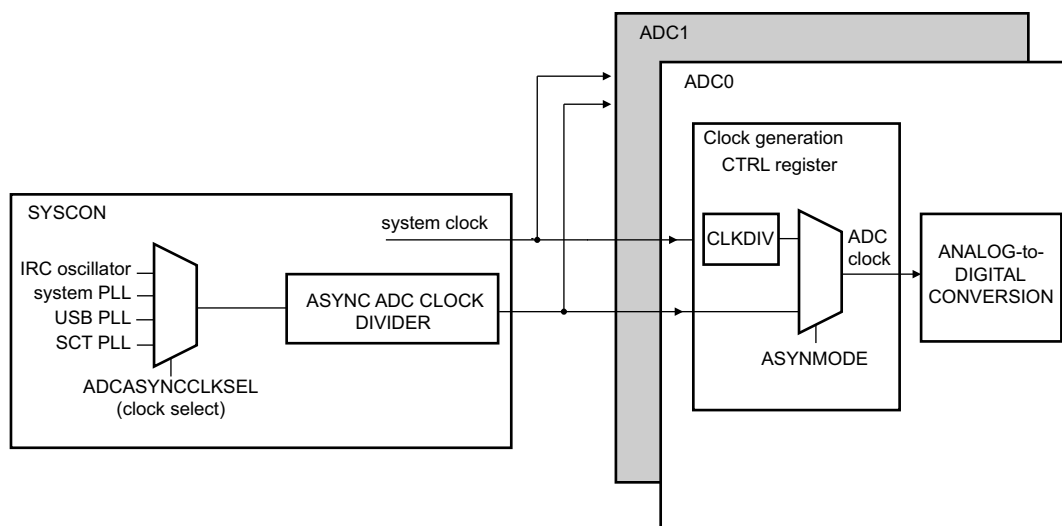 ADC1
ADC0
Clock generation
CTRL register
SYSCON
system clock
CLKDIV
ADC
clock
ANALOG-to-
DIGITAL
CONVERSION
IRC oscillator
system PLL
USB PLL
SCT PLL
ASYNC ADC CLOCK
DIVIDER
ASYNMODE
ADCASYNCCLKSEL
(clock select)